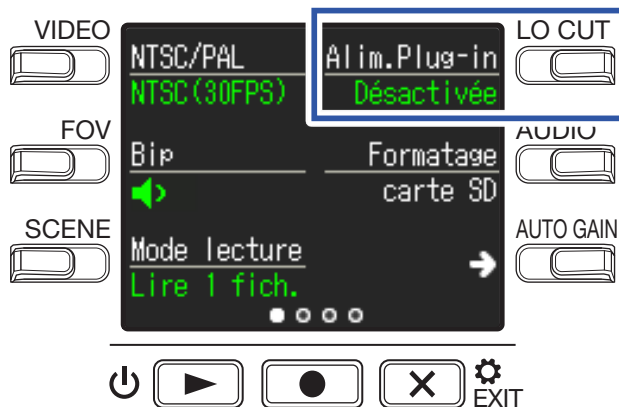 VIDEO
LO CUT
NTSC/PAL
Alim.Plug-in
NTSC(30FPS)
Désactivée
FOV
AUDIO
Bip
Formatage
carte SD
SCENE
AUTO GAIN
Mode lecture
Lire 1 fich.
EXIT